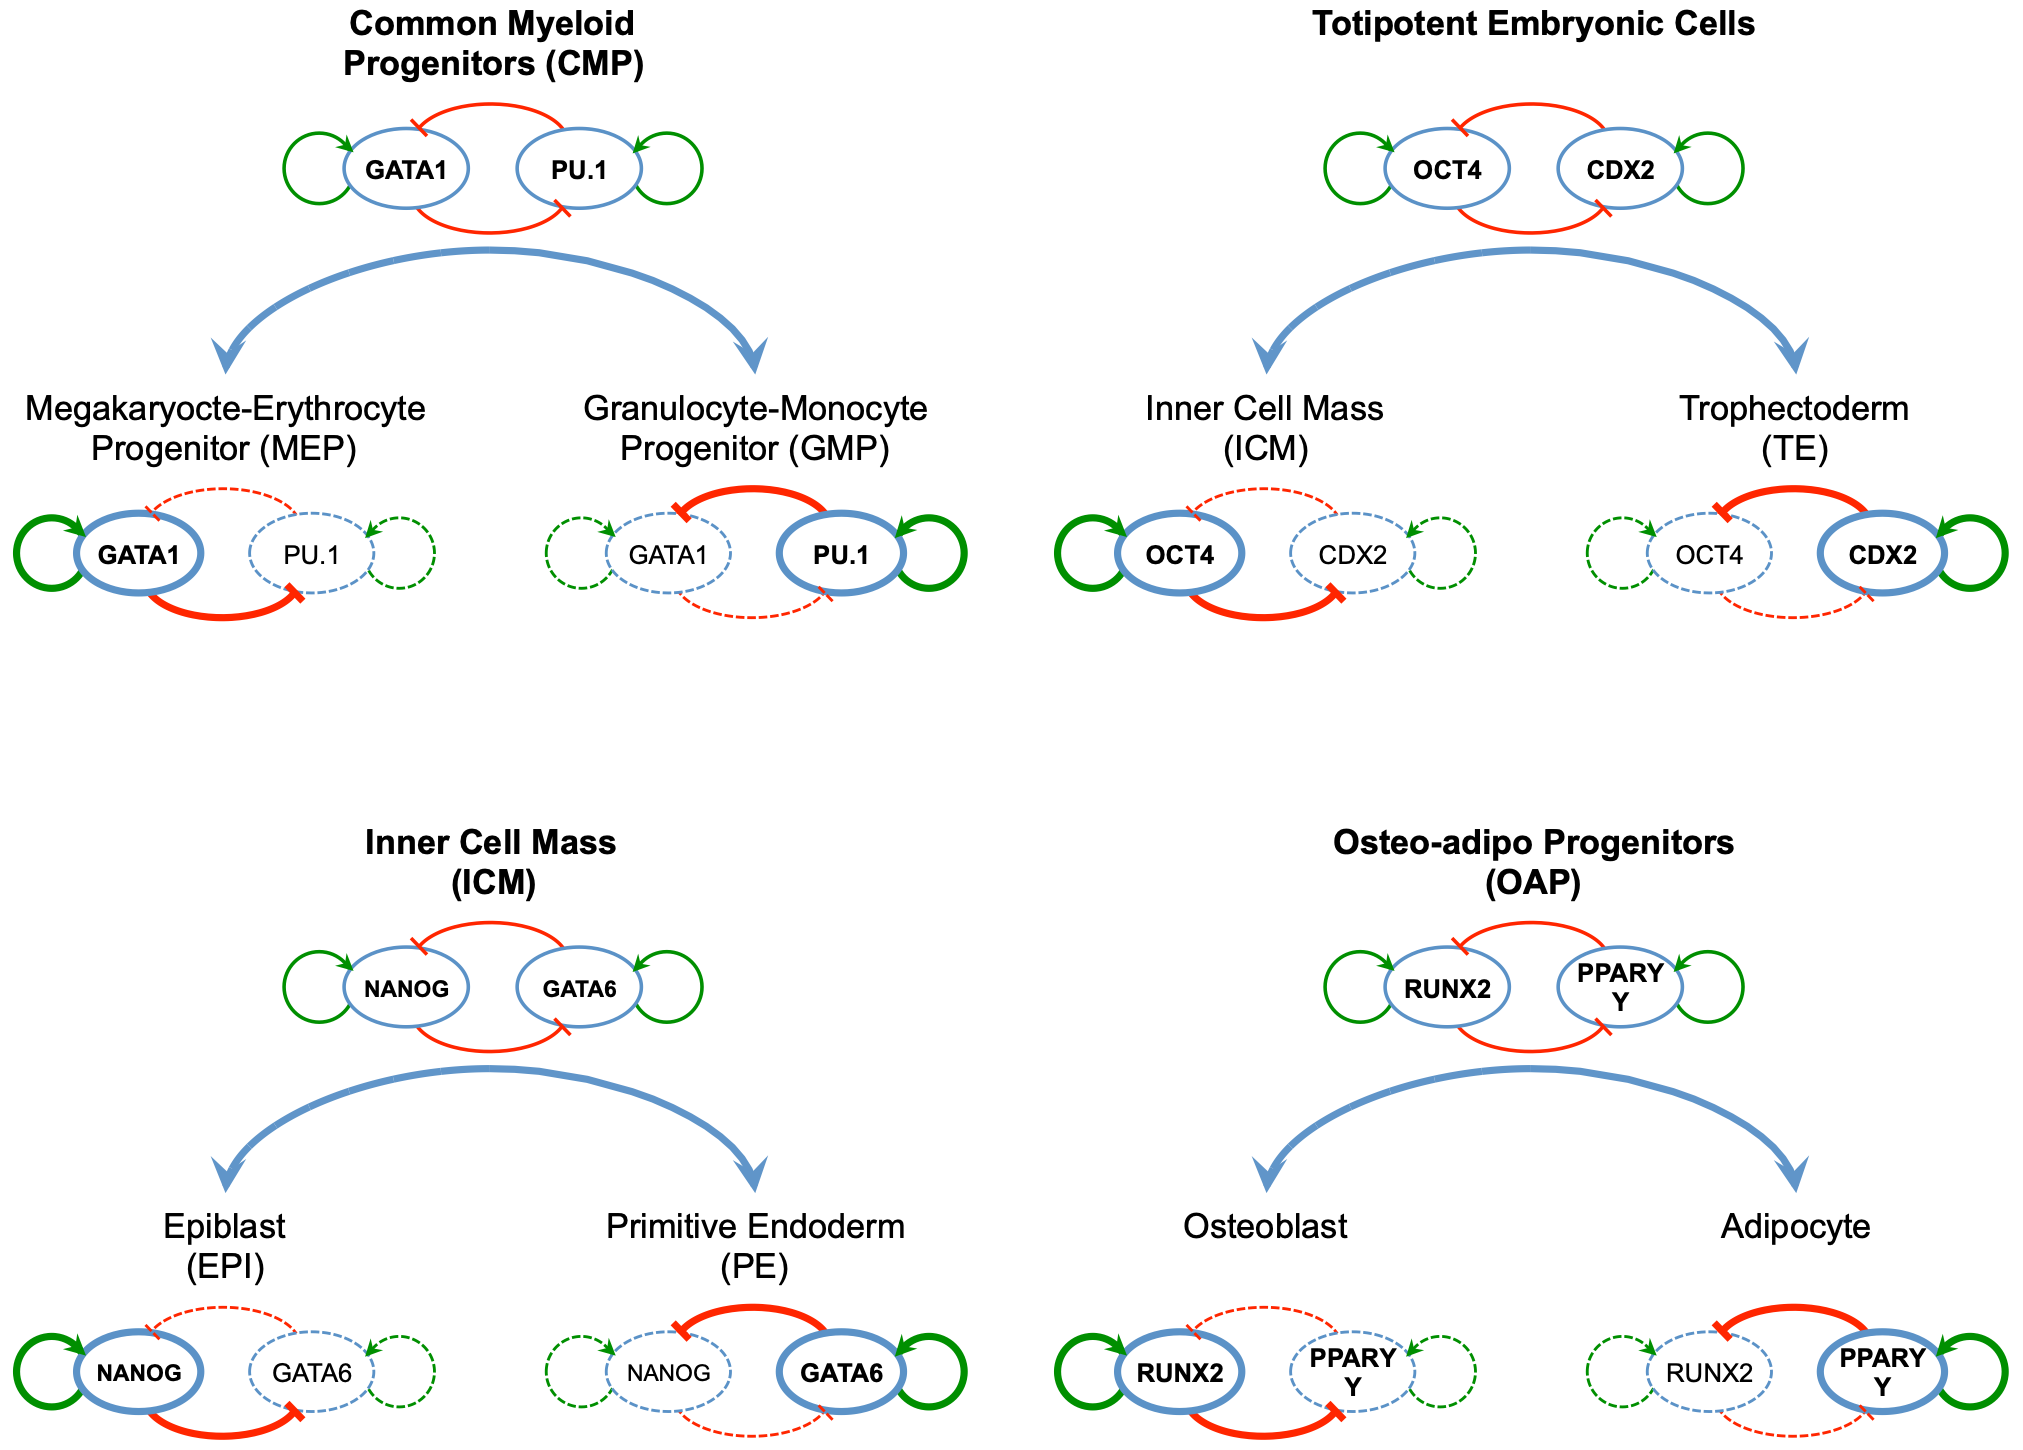 Common Myeloid
Progenitors (CMP)
GATA1
PU.1
Megakaryocte-Erythrocyte
Progenitor (MEP)
GATA1
PU.1
Granulocyte-Monocyte
Progenitor (GMP)
GATA1
PU.1
Totipotent Embryonic Cells
OCT4
CDX2
Inner Cell Mass
(ICM)
OCT4
CDX2
Trophectoderm
(TE)
OCT4
CDX2
Inner Cell Mass
(ICM)
NANOG
GATA6
Epiblast
(EPI)
NANOG
GATA6
Primitive Endoderm
(PE)
NANOG
GATA6
Osteo-adipo Progenitors
(OAP)
RUNX2
PPARY
Y
Osteoblast
RUNX2
PPARY
Y
Adipocyte
RUNX2
PPARY
Y